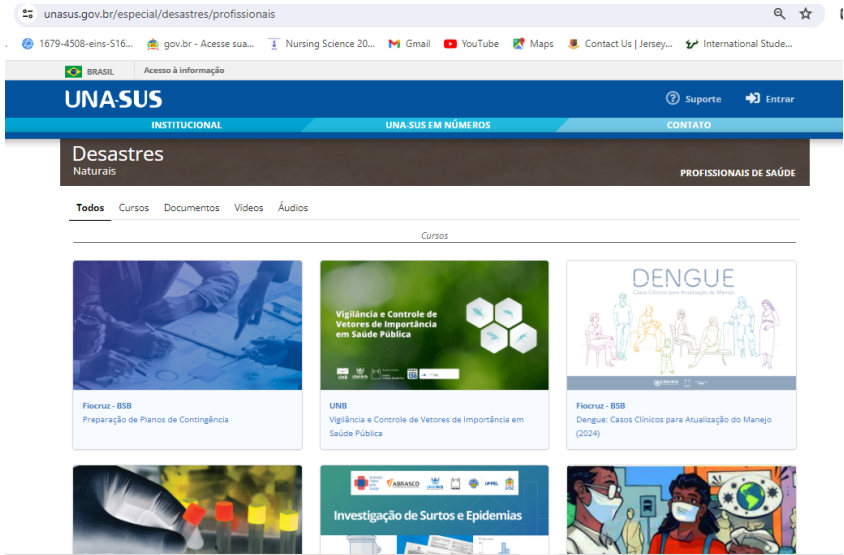 unasus.gov.br/especial/desastres/profissionais
1679-4508-eins-S16... gov.br - Acesse sua... Nursing Science 20... Gmail YouTube Maps Contact Us | Jersey... International Stude...
BRASIL Acesso à informação
UNA-SUS Suporte Entrar
INSTITUCIONAL UNA-SUS EM NÚMEROS CONTATO
Desastres
Naturais
PROFISSIONAIS DE SAÚDE
Todos Cursos Documentos Vídeos Áudios
Cursos
Vigilância e Controle de
Vetores de Importância
em Saúde Pública
UnB
DENGUE
Casos Clínicos para Atualização do Manejo
Fiocruz - BSB
Preparação de Planos de Contingência
UNB
Vigilância e Controle de Vetores de Importância em
Saúde Pública
Fiocruz - BSB
Dengue: Casos Clínicos para Atualização do Manejo
(2024)
ABRASCO UFPEL
Investigação de Surtos e Epidemias